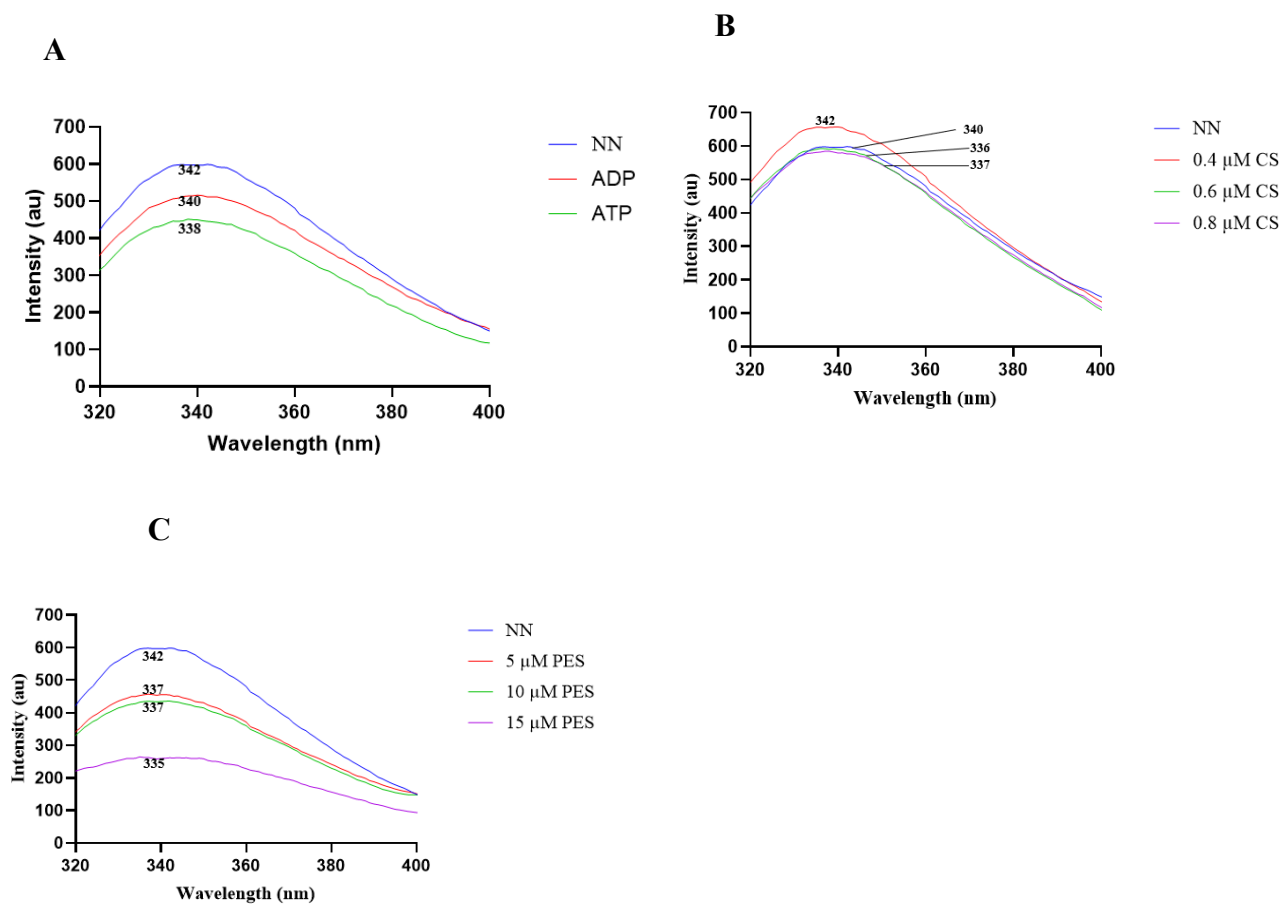 A
700
600
500
400
300
200
100
0
Intensity (au)
342
340
338
320
340
360
380
400
Wavelength (nm)
NN
ADP
ATP
B
700
600
500
400
300
200
100
0
Intensity (au)
342
340
336
337
320
340
360
380
400
Wavelength (nm)
NN
0.4 µM CS
0.6 µM CS
0.8 µM CS
C
700
600
500
400
300
200
100
0
Intensity (au)
342
337
337
335
320
340
360
380
400
Wavelength (nm)
NN
5 µM PES
10 µM PES
15 µM PES